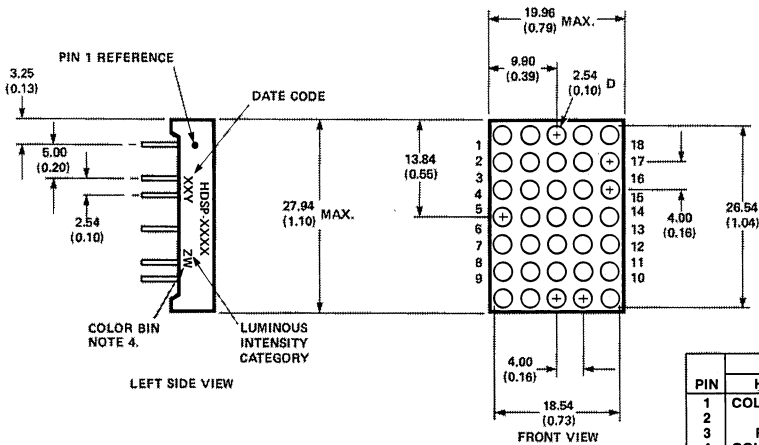 19.96
(0.79) MAX.
9.90
(0.39)
2.54
(0.10) D
PIN 1 REFERENCE
DATE CODE
3.25
(0.13)
5.00
(0.20)
2.54
(0.10)
XXY
HDSP-XXXX
ZW
27.94
(1.10) MAX.
13.84
(0.55)
1
2
3
4
5
6
7
8
9
18
17
16
15
14
13
12
11
10
4.00
(0.16)
26.54
(1.04)
COLOR BIN
NOTE 4.
LUMINOUS
INTENSITY
CATEGORY
LEFT SIDE VIEW
4.00
(0.16)
18.54
(0.73)
FRONT VIEW
PIN
1 COL
2
3